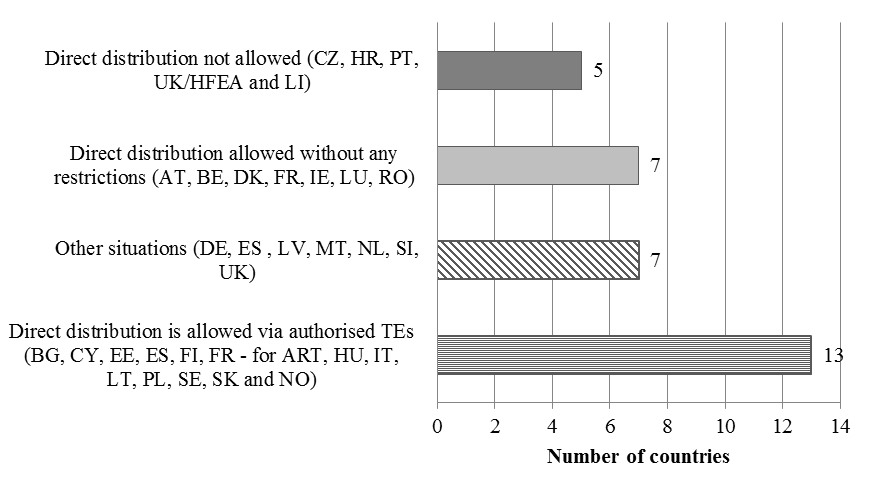 Direct distribution not allowed (CZ, HR, PT,
UK/HFEA and LI)
5
Direct distribution allowed without any
restrictions (AT, BE, DK, FR, IE, LU, RO)
7
Other situations (DE, ES , LV, MT, NL, SI,
UK)
7
Direct distribution is allowed via authorised TEs
(BG, CY, EE, ES, FI, FR - for ART, HU, IT,
LT, PL, SE, SK and NO)
13
0 2 4 6 8 10 12 14
Number of countries